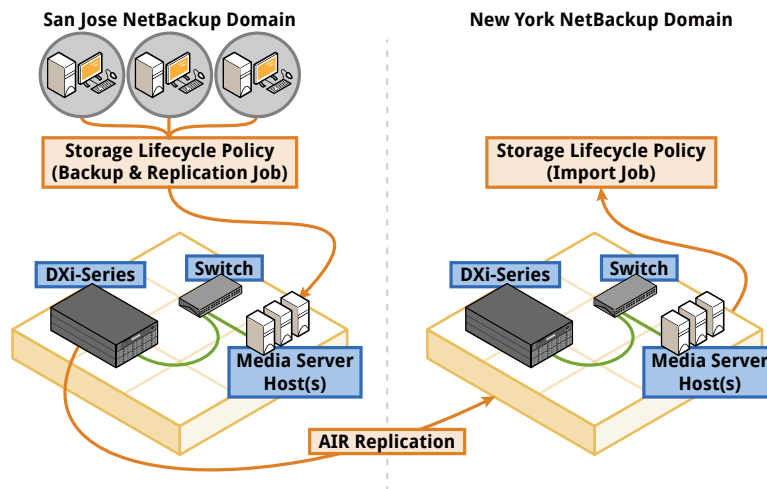 San Jose NetBackup Domain
New York NetBackup Domain
Storage Lifecycle Policy
(Backup & Replication Job)
Storage Lifecycle Policy
(Import Job)
DXi-Series
Switch
Media Server
Host(s)
DXi-Series
Switch
Media Server
Host(s)
AIR Replication